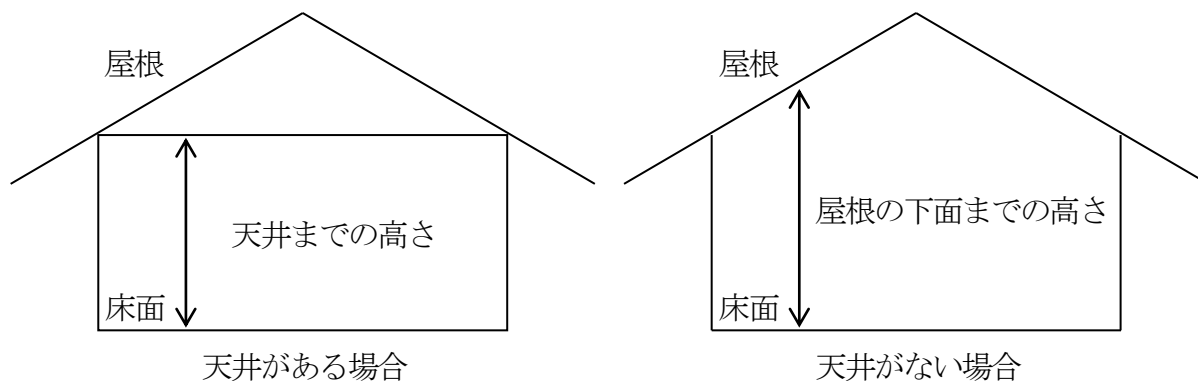 屋根
天井までの高さ
床面
天井がある場合
屋根
屋根の下面までの高さ
床面
天井がない場合